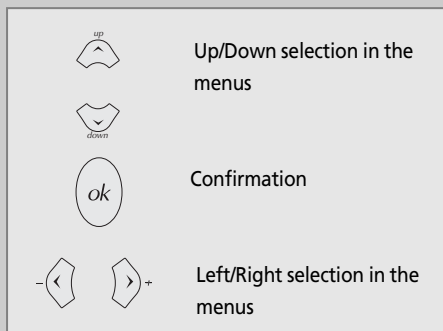 up
Up/Down selection in the
menus
down
ok
Confirmation
- +
Left/Right selection in the
menus